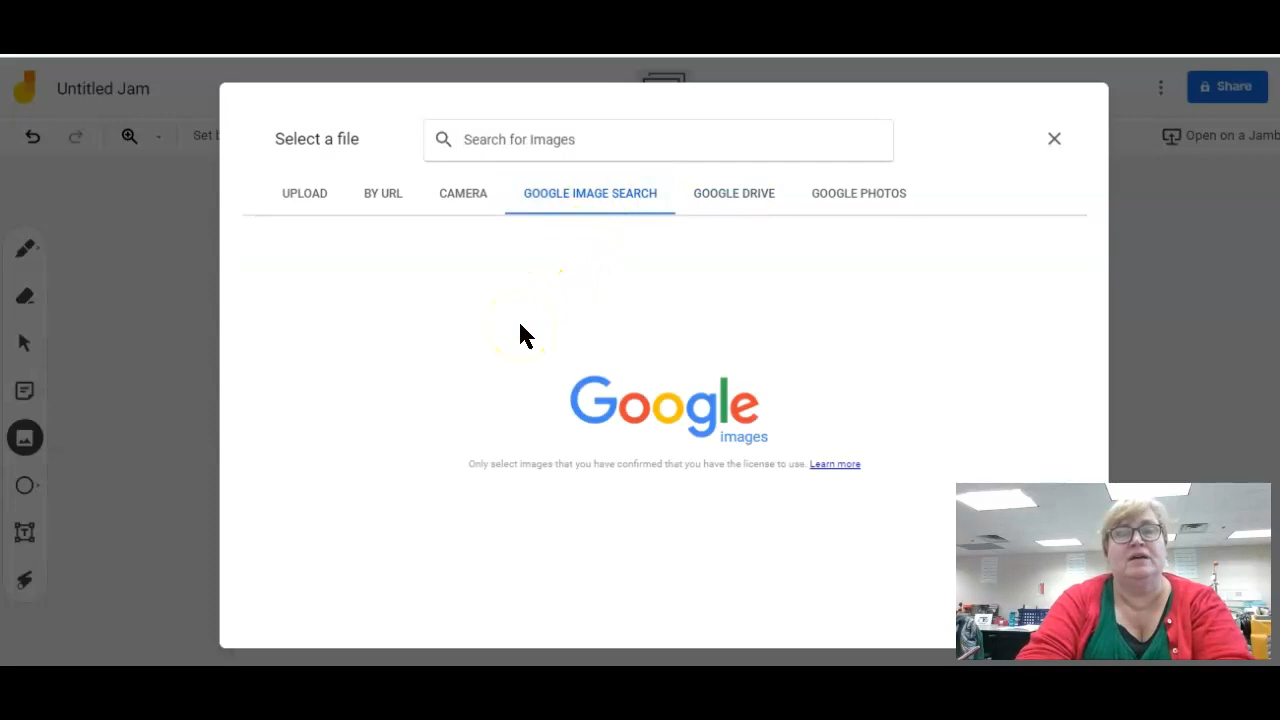 Untitled Jam
Share
Set b
Open on a Jamb
Select a file
Search for Images
UPLOAD
BY URL
CAMERA
GOOGLE IMAGE SEARCH
GOOGLE DRIVE
GOOGLE PHOTOS
Google
images
Only select images that you have confirmed that you have the license to use. Learn more
T